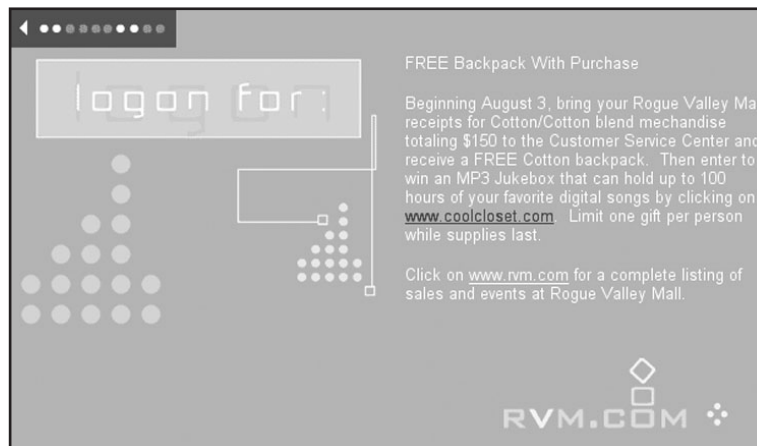 logon for:
FREE Backpack With Purchase
Beginning August 3, bring your Rogue Valley Ma
receipts for Cotton/Cotton blend mechandise
totaling $150 to the Customer Service Center and
receive a FREE Cotton backpack. Then enter to
win an MP3 Jukebox that can hold up to 100
hours of your favorite digital songs by clicking on
www.coolcloset.com. Limit one gift per person
while supplies last.
Click on www.rvm.com for a complete listing of
sales and events at Rogue Valley Mall.
RVM.COM